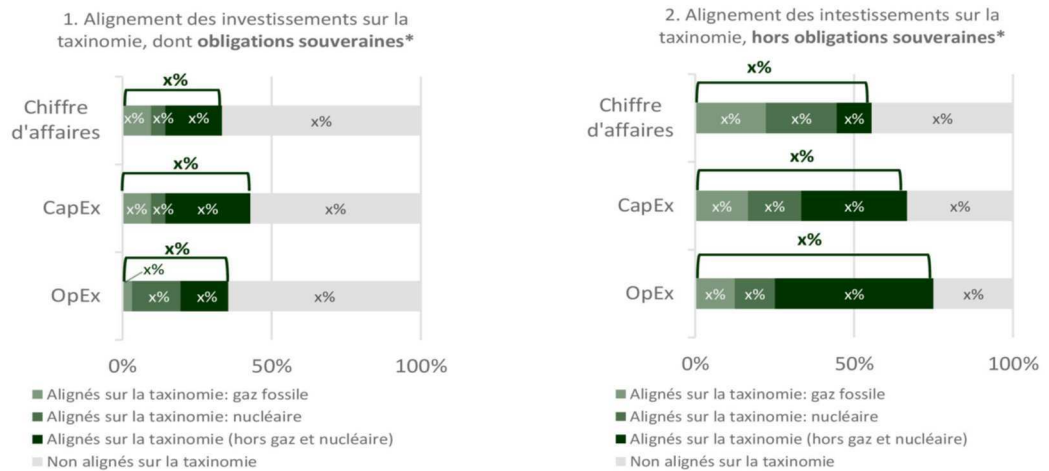 1. Alignement des investissements sur la
taxinomie, dont obligations souveraines*
x%
Chiffre
d'affaires
x% x% x% x%
x%
CapEx
x% x% x% x%
x%
x%
OpEx
x% x% x%
0% 50% 100%
Alignés sur la taxinomie: gaz fossile
Alignés sur la taxinomie: nucléaire
Alignés sur la taxinomie (hors gaz et nucléaire)
Non alignés sur la taxinomie
2. Alignement des intestissements sur la
taxinomie, hors obligations souveraines*
x%
Chiffre
d'affaires
x% x% x% x%
x%
CapEx
x% x% x% x%
x%
OpEx
x% x% x% x%
0% 50% 100%
Alignés sur la taxinomie: gaz fossile
Alignés sur la taxinomie: nucléaire
Alignés sur la taxinomie (hors gaz et nucléaire)
Non alignés sur la taxinomie